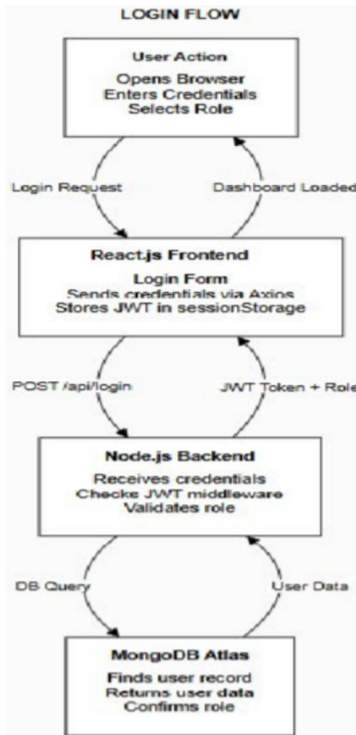 LOGIN FLOW
User Action
Opens Browser
Enters Credentials
Selects Role
Login Request
Dashboard Loaded
React.js Frontend
Login Form
Sends credentials via Axios
Stores JWT in sessionStorage
POST /api/login
JWT Token + Role
Node.js Backend
Receives credentials
Checks JWT middleware
Validates role
DB Query
User Data
MongoDB Atlas
Finds user record
Returns user data
Confirms role